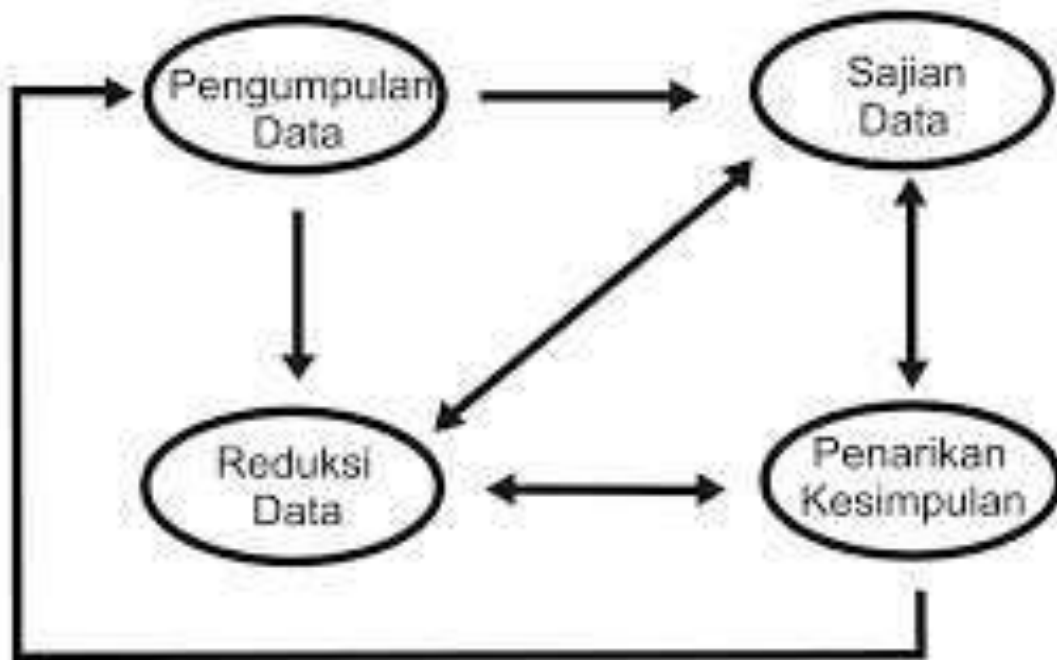 Pengumpulan
Data
Sajian
Data
Reduksi
Data
Penarikan
Kesimpulan